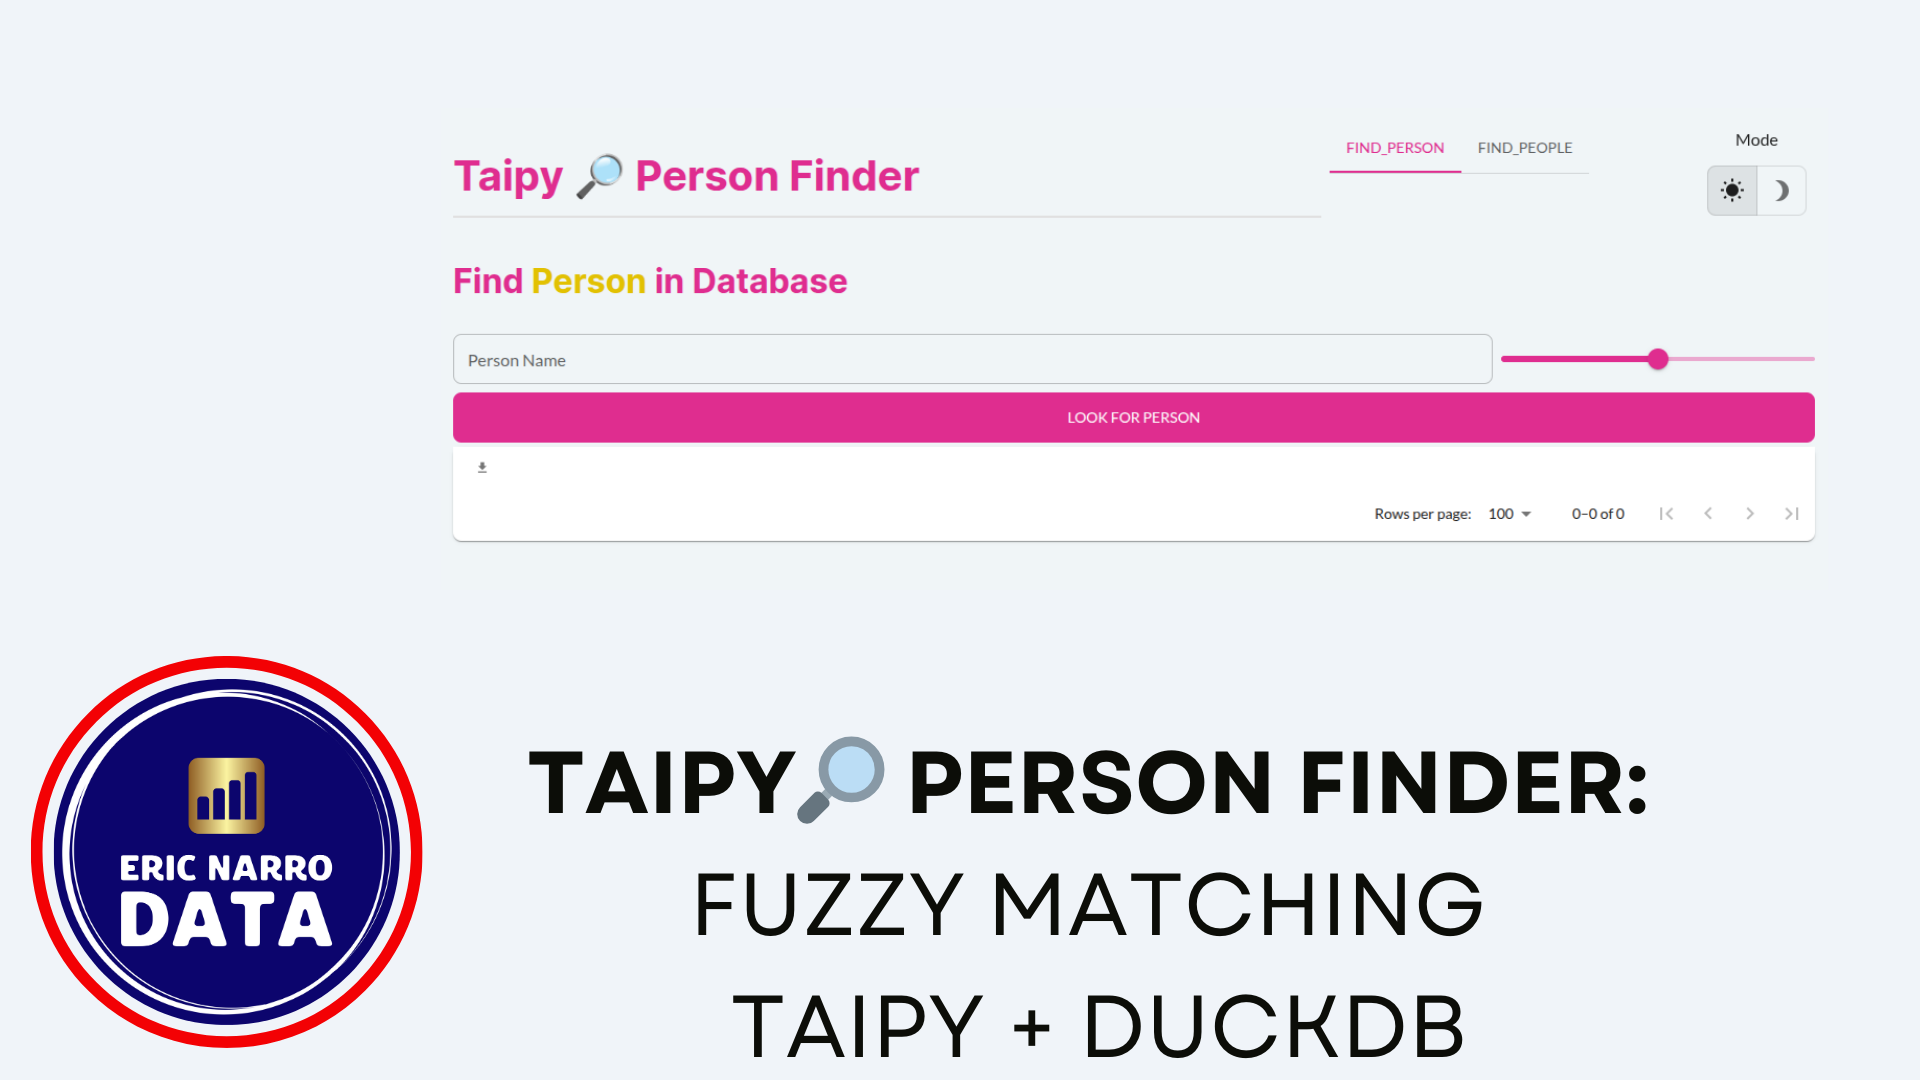 Taipy 🔎 Person Finder
FIND_PERSON
FIND_PEOPLE
Mode
Find Person in Database
Person Name
LOOK FOR PERSON
Rows per page: 100
0–0 of 0
ERIC NARRO
DATA
TAIPY🔎 PERSON FINDER:
FUZZY MATCHING
TAIPY + DUCKDB